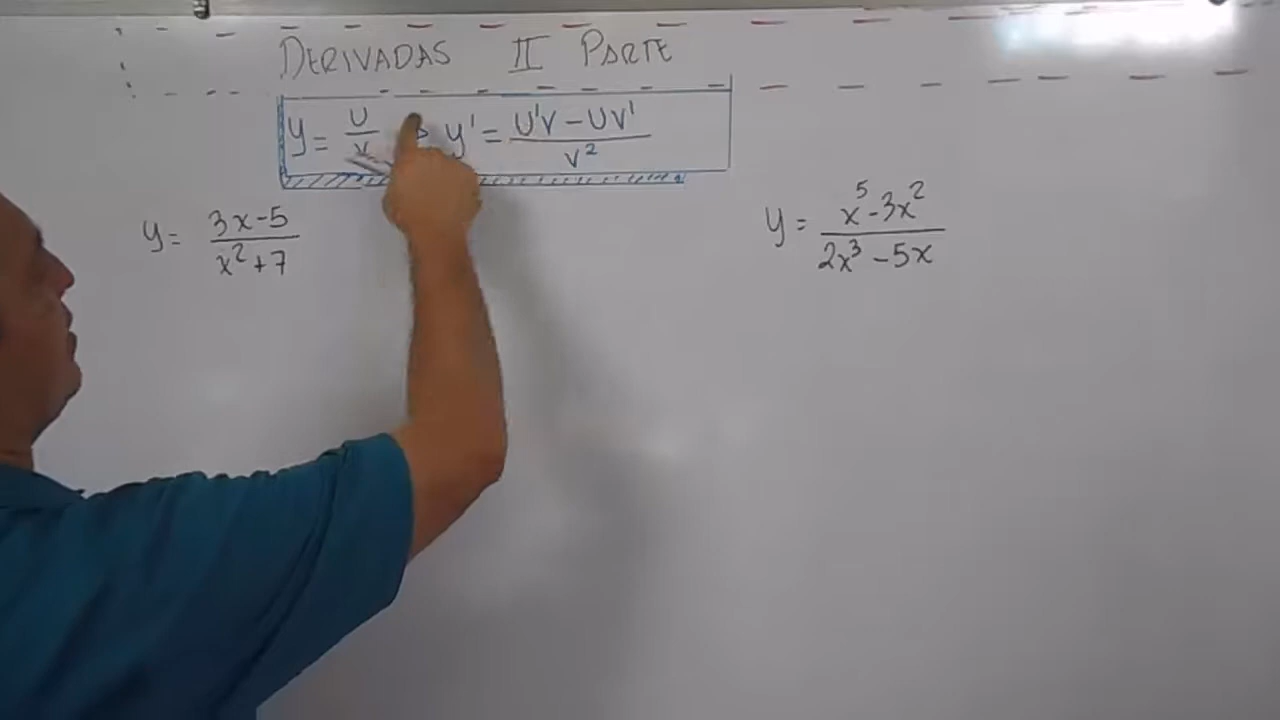 DERIVADAS II PARTE
y = U/V ⇒ y' = (U'V - UV')/V²
y = (3x-5)/(x²+7)
y = (x⁵-3x²)/(2x³-5x)